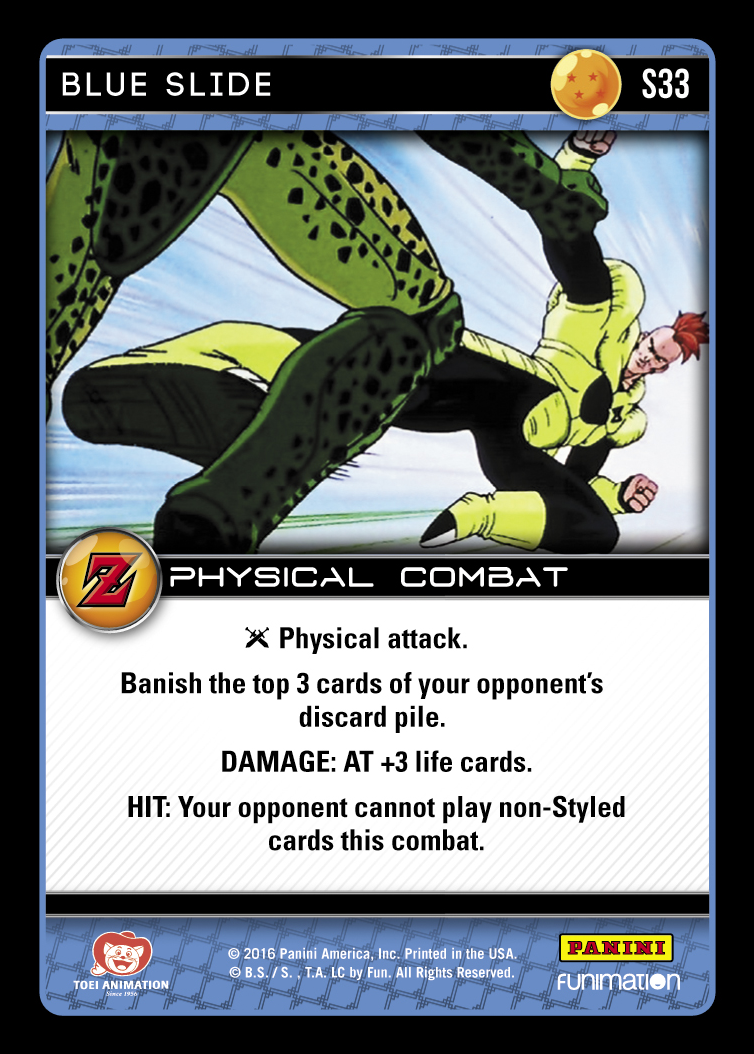 BLUE SLIDE
S33
Z
PHYSICAL COMBAT
Physical attack.
Banish the top 3 cards of your opponent's
discard pile.
DAMAGE: AT +3 life cards.
HIT: Your opponent cannot play non-Styled
cards this combat.
TOEI ANIMATION
Since 1956
© 2016 Panini America, Inc. Printed in the USA.
© B.S. / S. , T.A. LC by Fun. All Rights Reserved.
PANINI
FUNIMATION